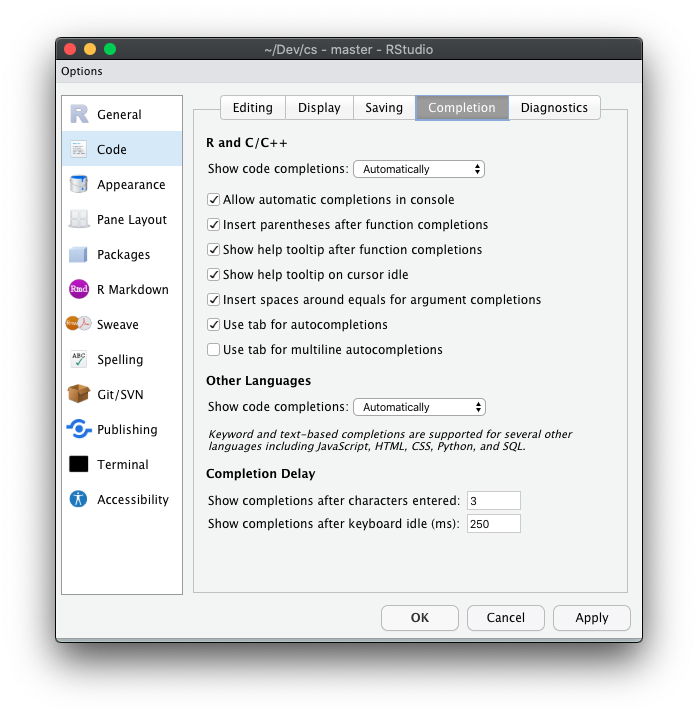 ~/Dev/cs - master - RStudio
Options
R General
Code
Appearance
Pane Layout
Packages
Rmd R Markdown
Sweave
ABC Spelling
Git/SVN
Publishing
Terminal
Accessibility
Editing Display Saving Completion Diagnostics
R and C/C++
Show code completions: Automatically
Allow automatic completions in console
Insert parentheses after function completions
Show help tooltip after function completions
Show help tooltip on cursor idle
Insert spaces around equals for argument completions
Use tab for autocompletions
Use tab for multiline autocompletions
Other Languages
Show code completions: Automatically
Keyword and text-based completions are supported for several other
languages including JavaScript, HTML, CSS, Python, and SQL.
Completion Delay
Show completions after characters entered: 3
Show completions after keyboard idle (ms): 250
OK Cancel Apply